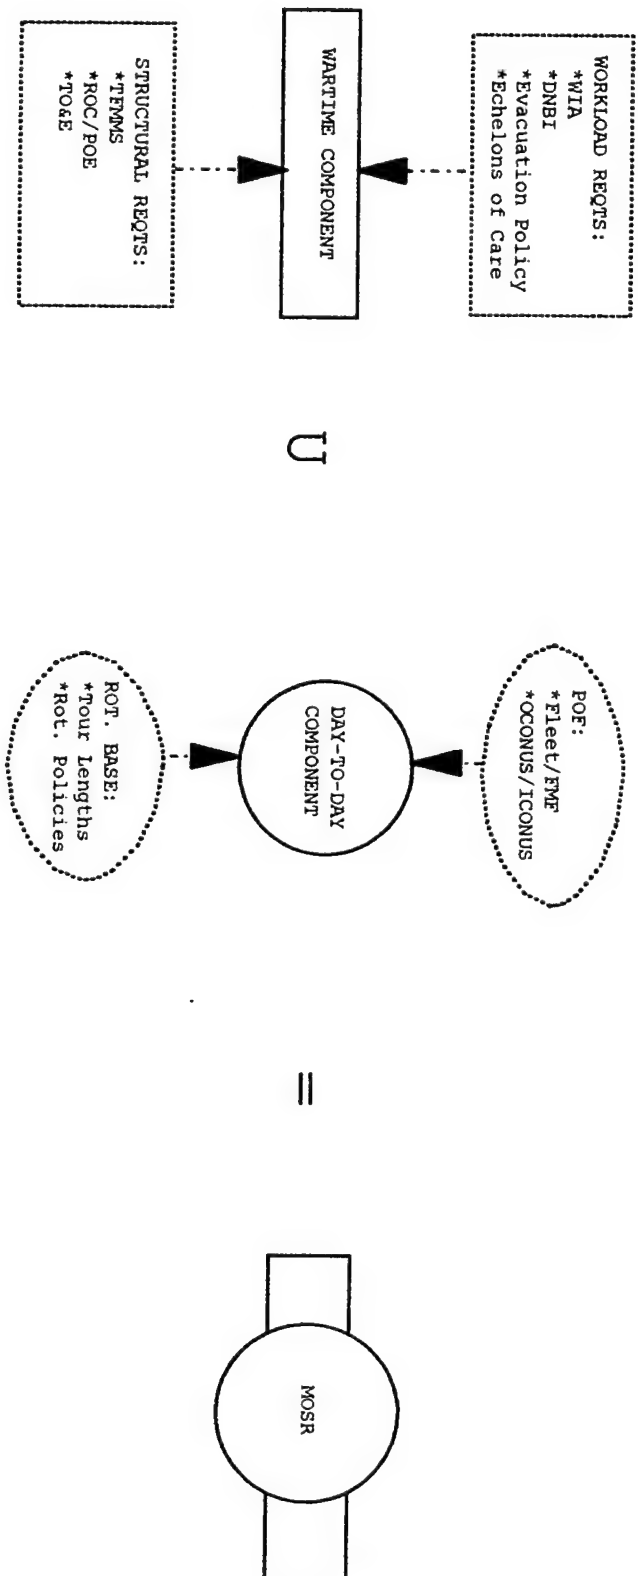 WORKLOAD REQTS:
*WIA
*DNBI
*Evacuation Policy
*Echelons of Care
WARTIME COMPONENT
STRUCTURAL REQTS:
*TFMMS
*ROC/POE
*TO&E
U
POF:
*Fleet/FMF
*OCONUS/ICONUS
DAY-TO-DAY
COMPONENT
ROT. BASE:
*Tour Lengths
*Rot. Policies
=
MOSR